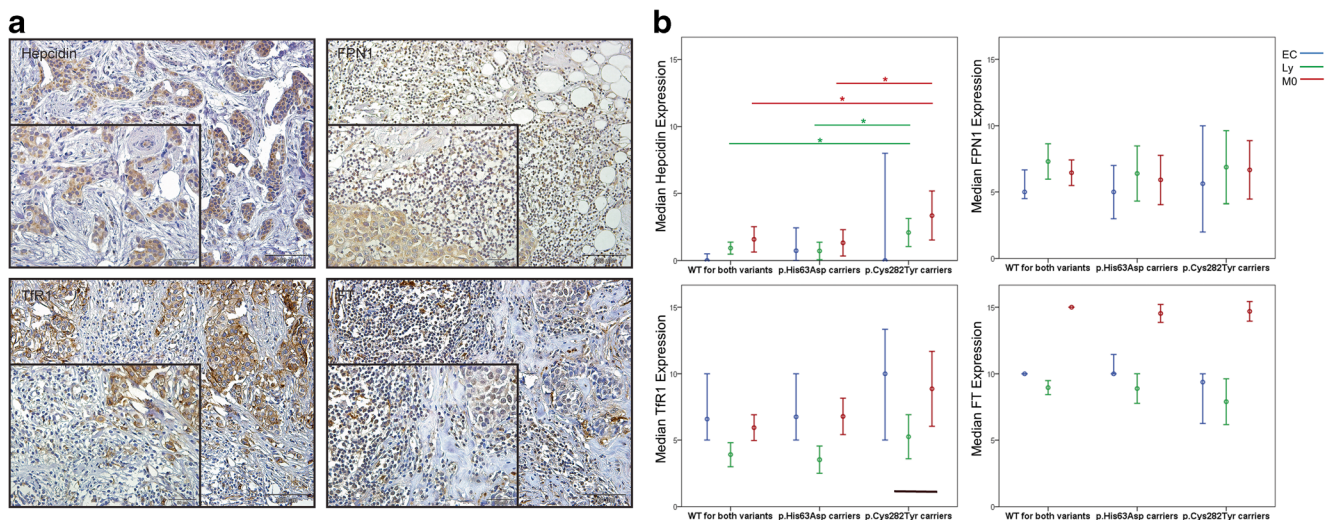 a
Hepcidin
FPN1
TfR1
FT
b
Median Hepcidin Expression
15
10
5
0
*
*
*
*
WT for both variants
p.His63Asp carriers
p.Cys282Tyr carriers
Median FPN1 Expression
15
10
5
0
WT for both variants
p.His63Asp carriers
p.Cys282Tyr carriers
EC
Ly
M0
Median TfR1 Expression
15
10
5
0
WT for both variants
p.His63Asp carriers
p.Cys282Tyr carriers
Median FT Expression
15
10
5
0
WT for both variants
p.His63Asp carriers
p.Cys282Tyr carriers